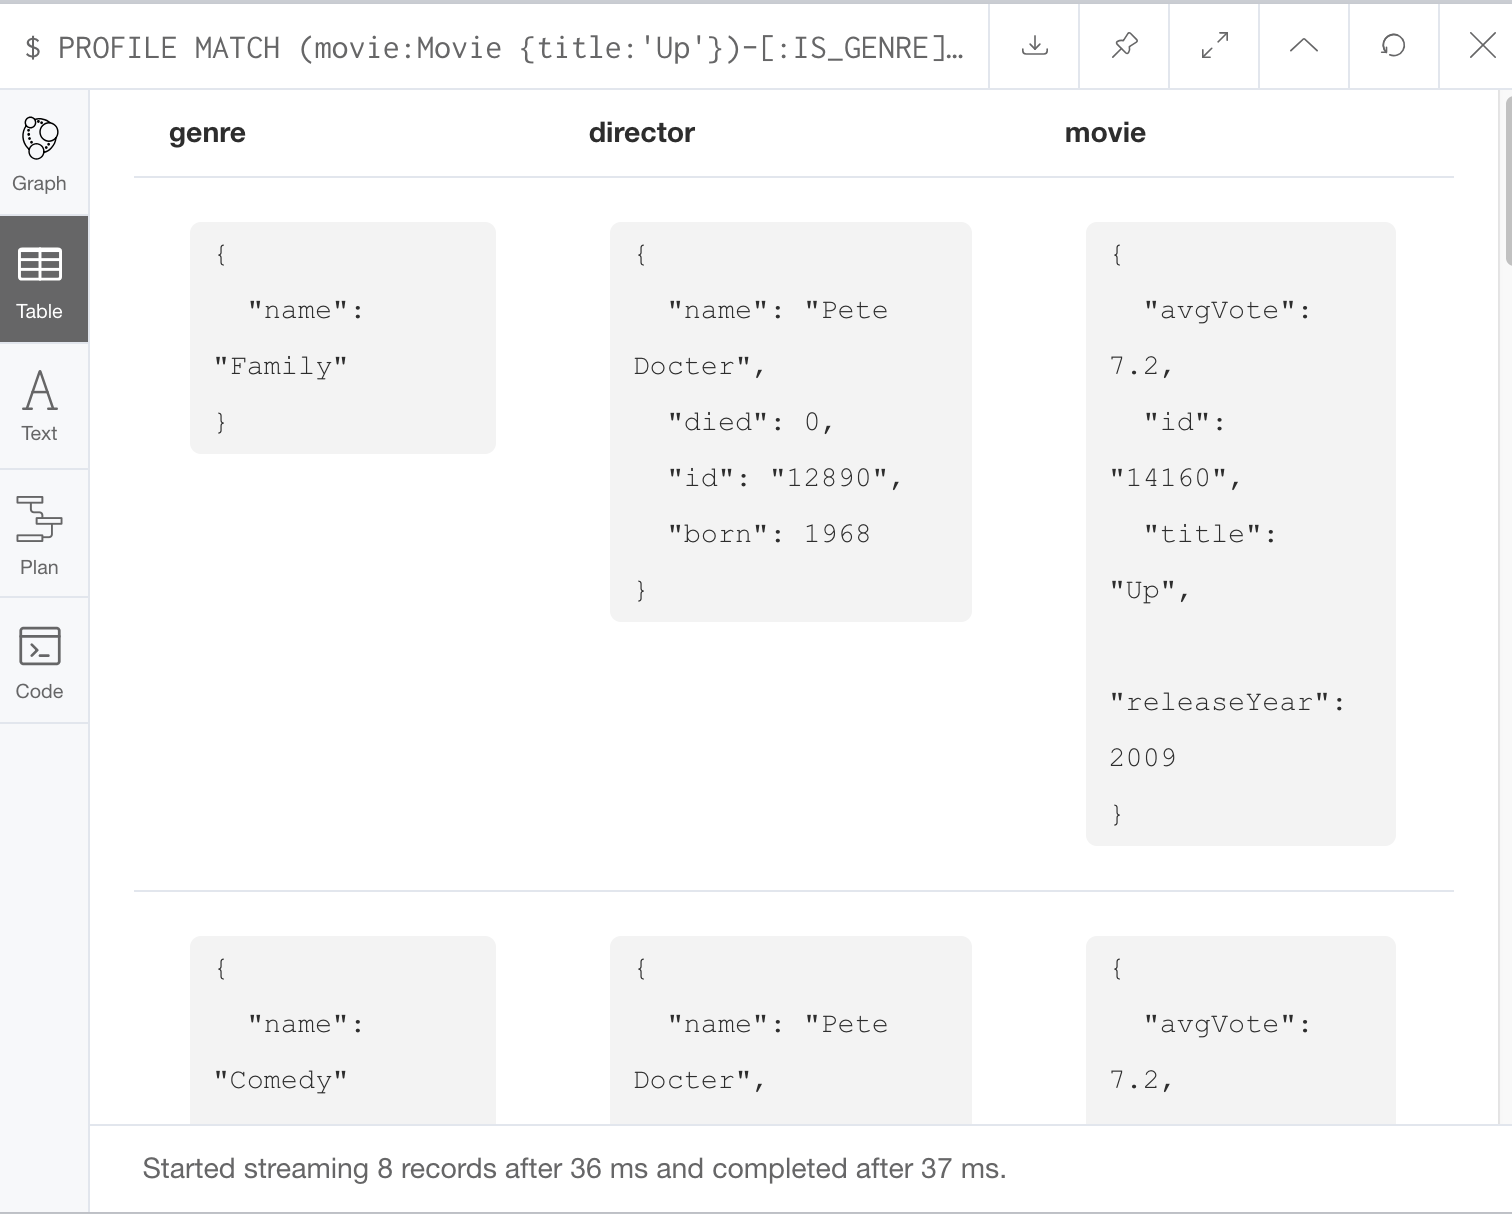 $ PROFILE MATCH (movie:Movie {title:'Up'})-[:IS_GENRE]…
Graph
Table
Text
Plan
Code
genre director movie
{
"name":
"Family"
}
{
"name": "Pete
Docter",
"died": 0,
"id": "12890",
"born": 1968
}
{
"avgVote":
7.2,
"id":
"14160",
"title":
"Up",
"releaseYear":
2009
}
{
"name":
"Comedy"
{
"name": "Pete
Docter",
{
"avgVote":
7.2,
Started streaming 8 records after 36 ms and completed after 37 ms.